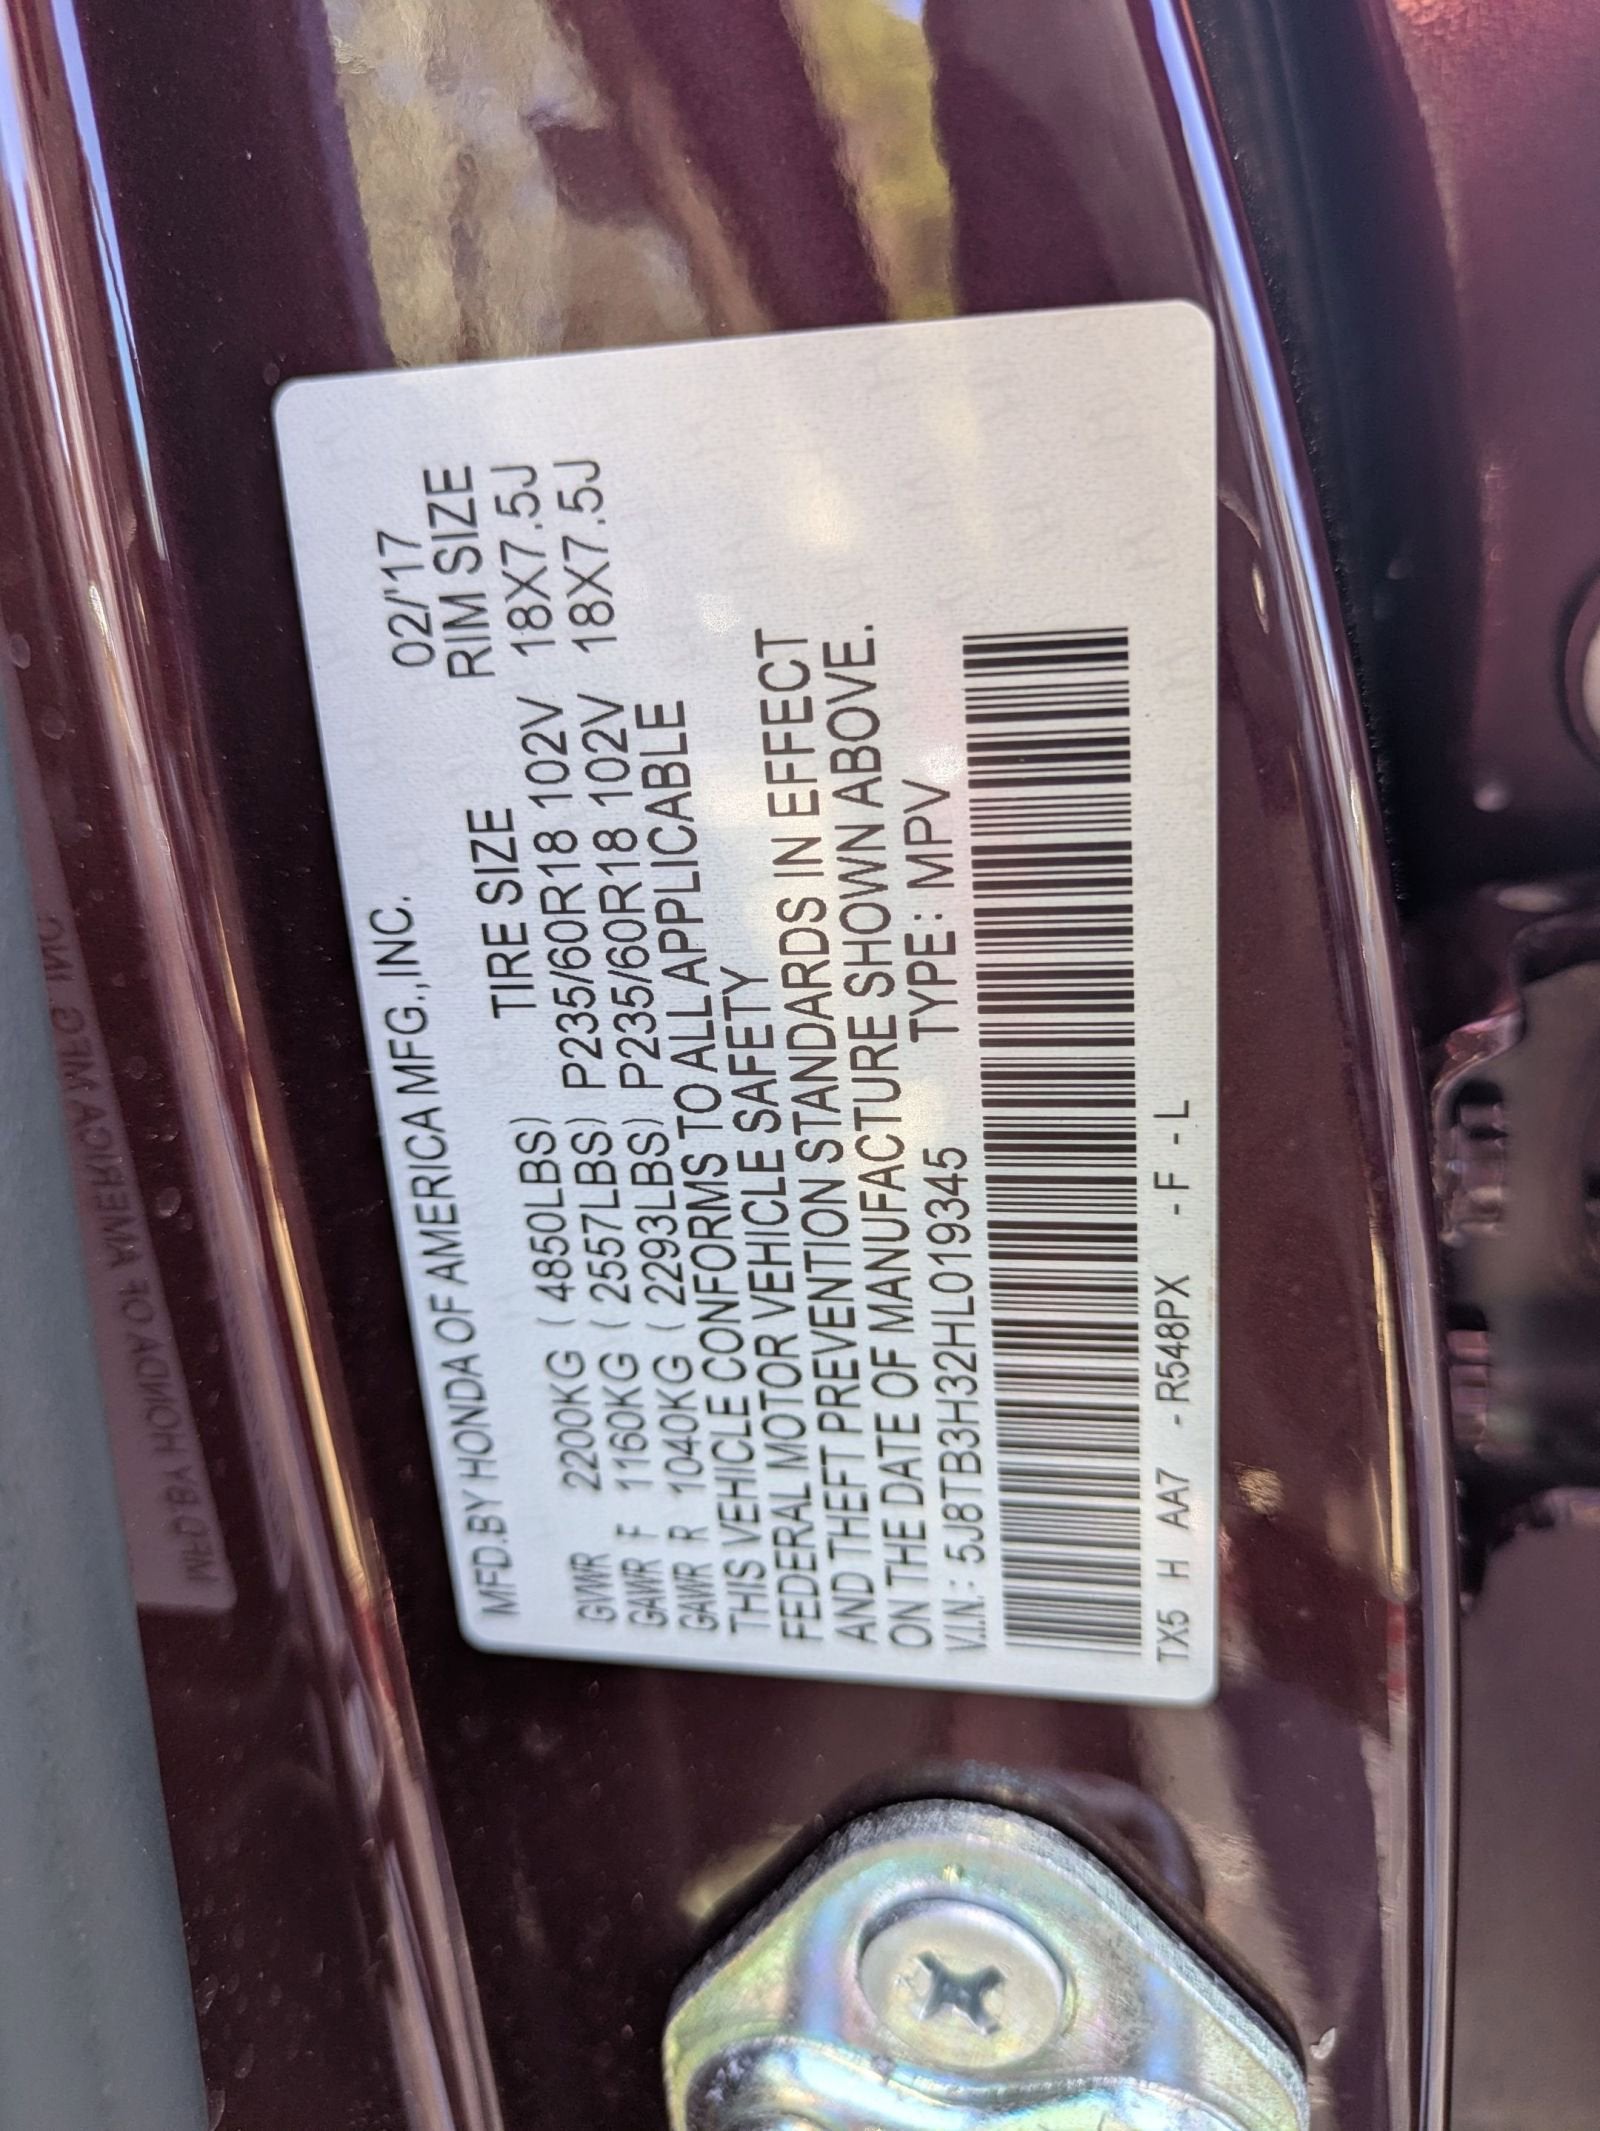 MFD.BY HONDA OF AMERICA MFG.,INC. 02/'17
TIRE SIZE RIM SIZE
GVWR 2200KG ( 4850LBS)
GAWR F 1160KG ( 2557LBS) P235/60R18 102V 18X7.5J
GAWR R 1040KG ( 2293LBS) P235/60R18 102V 18X7.5J
THIS VEHICLE CONFORMS TO ALL APPLICABLE
FEDERAL MOTOR VEHICLE SAFETY
AND THEFT PREVENTION STANDARDS IN EFFECT
ON THE DATE OF MANUFACTURE SHOWN ABOVE.
V.I.N.: 5J8TB3H32HL019345 TYPE: MPV
TX5 H AA7 - R548PX - F - L